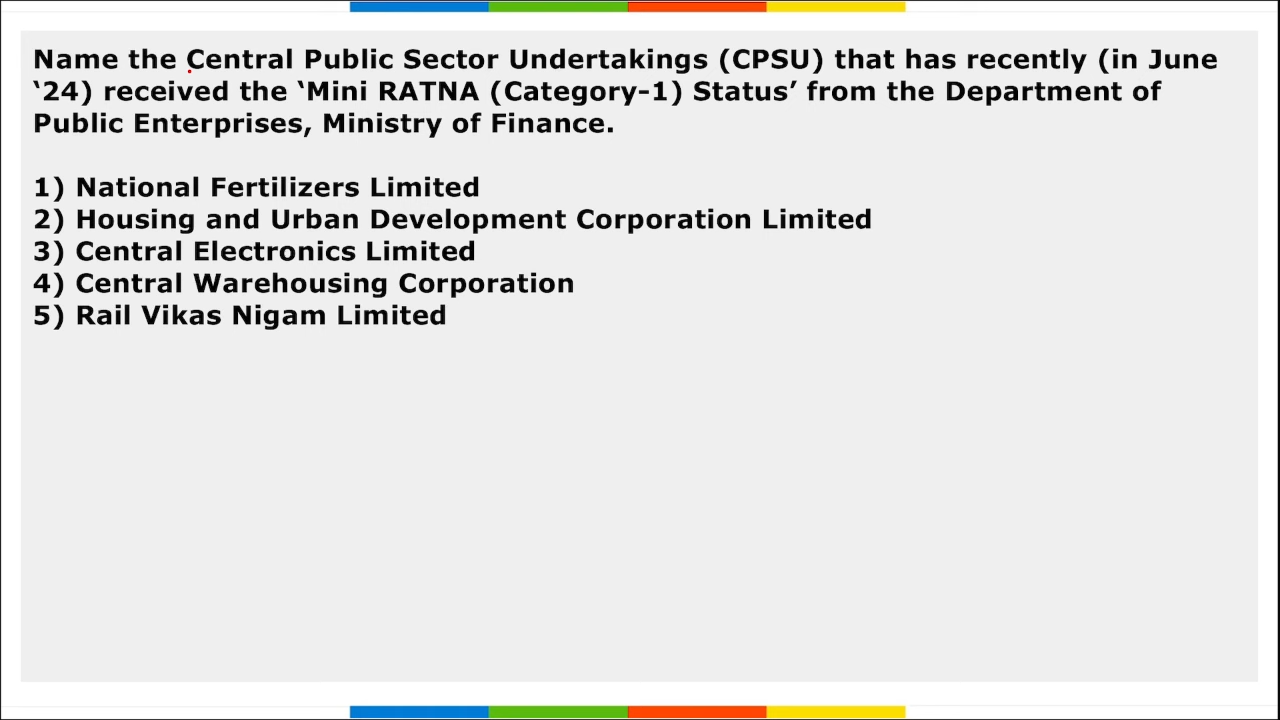 Name the Central Public Sector Undertakings (CPSU) that has recently (in June
‘24) received the ‘Mini RATNA (Category-1) Status’ from the Department of
Public Enterprises, Ministry of Finance.
1) National Fertilizers Limited
2) Housing and Urban Development Corporation Limited
3) Central Electronics Limited
4) Central Warehousing Corporation
5) Rail Vikas Nigam Limited